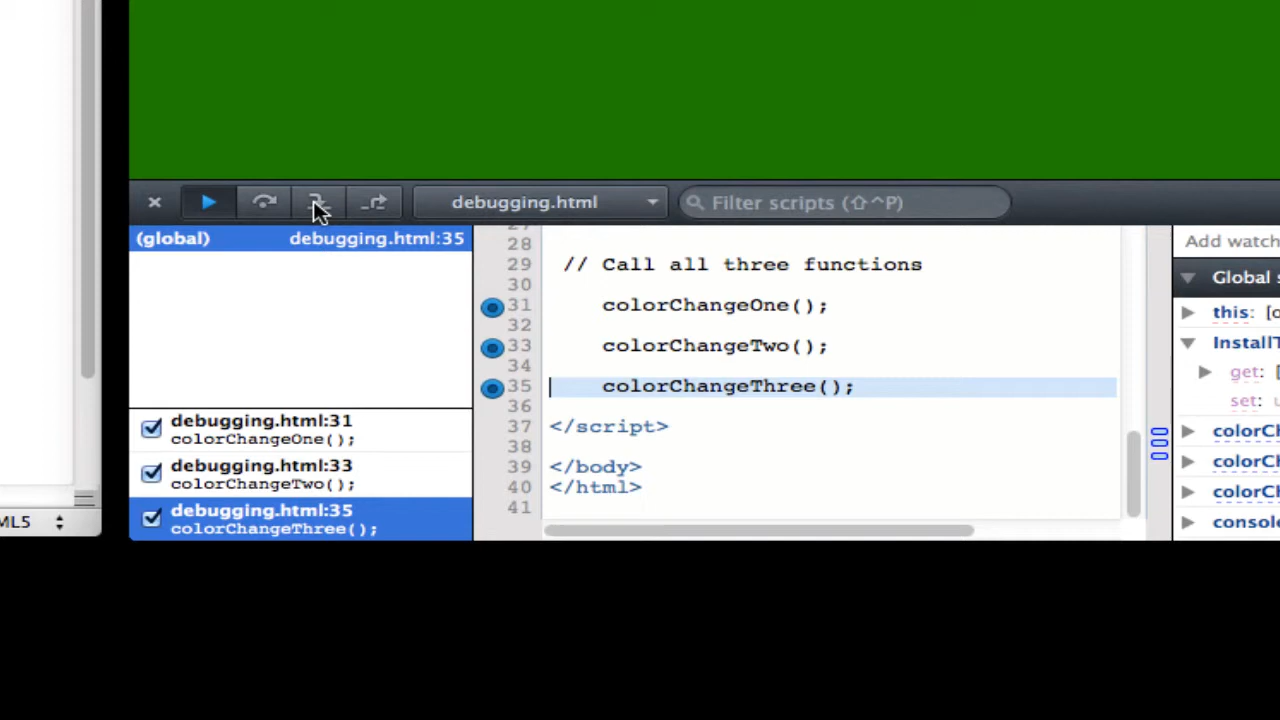 debugging.html
Filter scripts (⇧^P)
(global) debugging.html:35
debugging.html:31
colorChangeOne();
debugging.html:33
colorChangeTwo();
debugging.html:35
colorChangeThree();
27
28
29 // Call all three functions
30
31 colorChangeOne();
32
33 colorChangeTwo();
34
35 colorChangeThree();
36
37 </script>
38
39 </body>
40 </html>
41
Add watch
Global s
this: [o
InstallT
get: [
set: u
colorCh
colorCh
colorCh
console
ML5